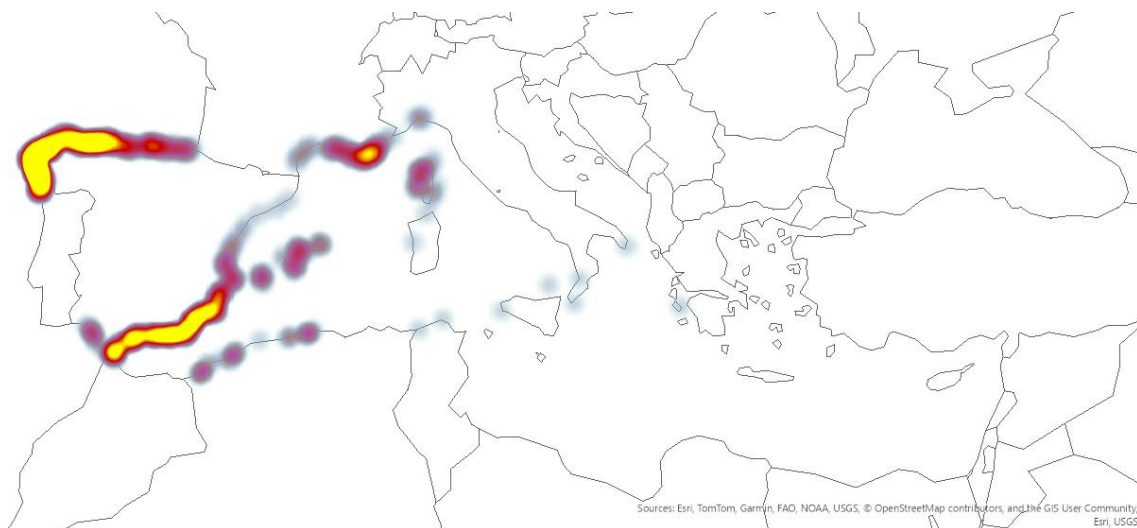 Sources: Esri, TomTom, Garmin, FAO, NOAA, USGS, © OpenStreetMap contributors, and the GIS User Community,
Esri, USGS